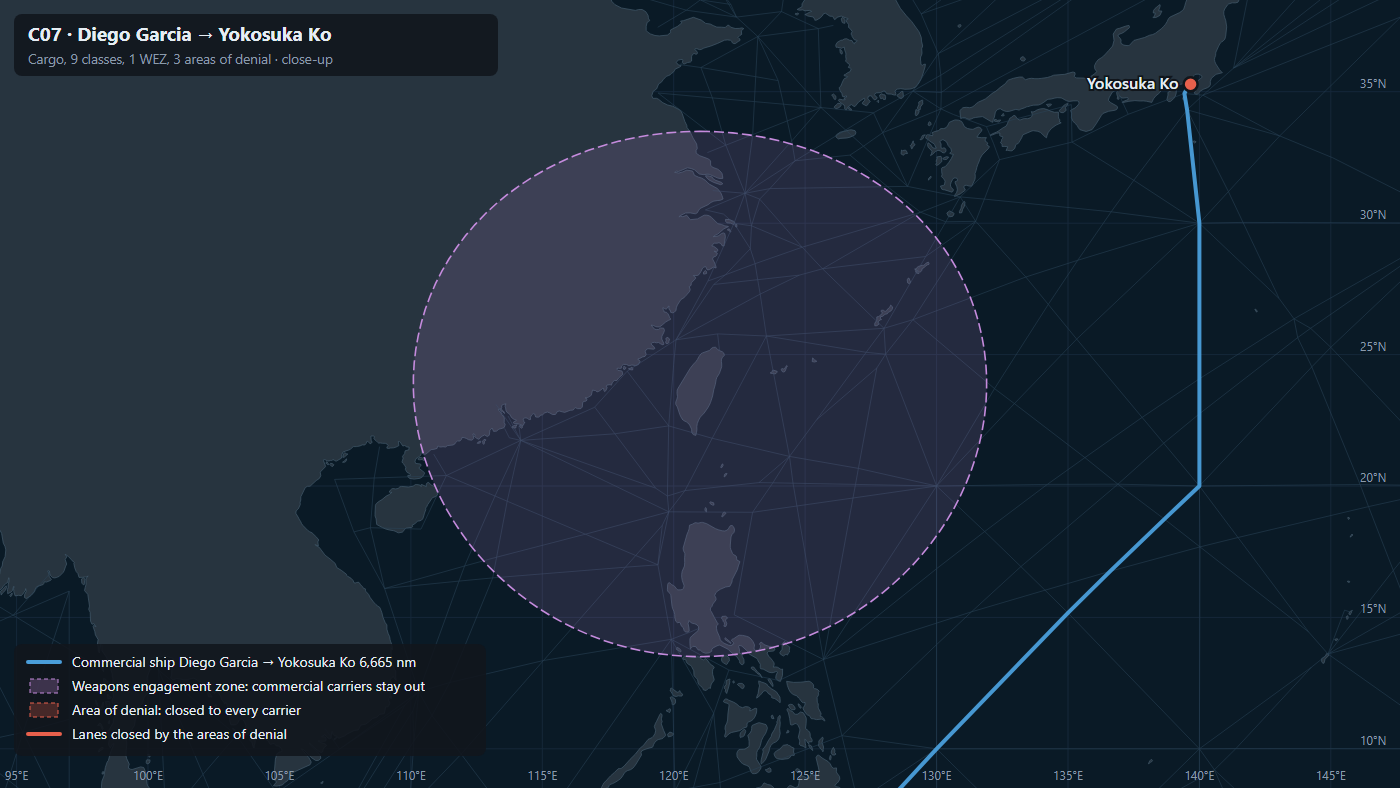 C07 · Diego Garcia → Yokosuka Ko
Cargo, 9 classes, 1 WEZ, 3 areas of denial · close-up
Yokosuka Ko
35°N
30°N
25°N
20°N
15°N
10°N
Commercial ship Diego Garcia → Yokosuka Ko 6,665 nm
Weapons engagement zone: commercial carriers stay out
Area of denial: closed to every carrier
Lanes closed by the areas of denial
95°E 100°E 105°E 110°E 115°E 120°E 125°E 130°E 135°E 140°E 145°E